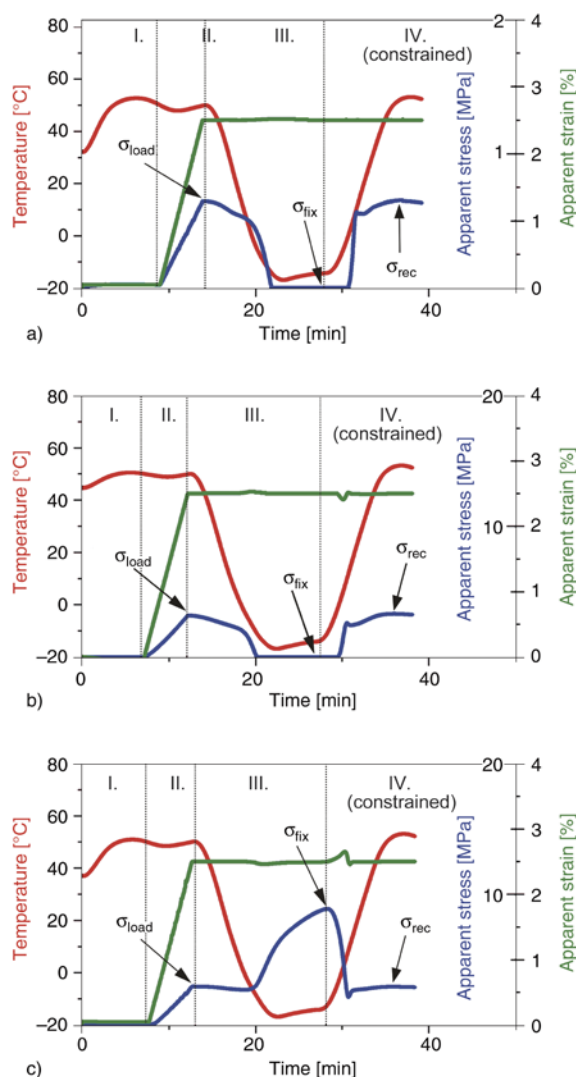 I. II. III. IV.
(constrained)
Temperature [°C]
80
60
40
20
0
–20
σload
σfix
σrec
2
1
0
Apparent stress [MPa]
4
3
2
1
0
Apparent strain [%]
0 20 40
Time [min]
a)
I. II. III. IV.
(constrained)
Temperature [°C]
80
60
40
20
0
–20
σload
σfix
σrec
20
10
0
Apparent stress [MPa]
4
3
2
1
0
Apparent strain [%]
0 20 40
Time [min]
b)
I. II. III. IV.
(constrained)
Temperature [°C]
80
60
40
20
0
–20
σload
σfix
σrec
20
10
0
Apparent stress [MPa]
4
3
2
1
0
Apparent strain [%]
0 20 40
Time [min]
c)